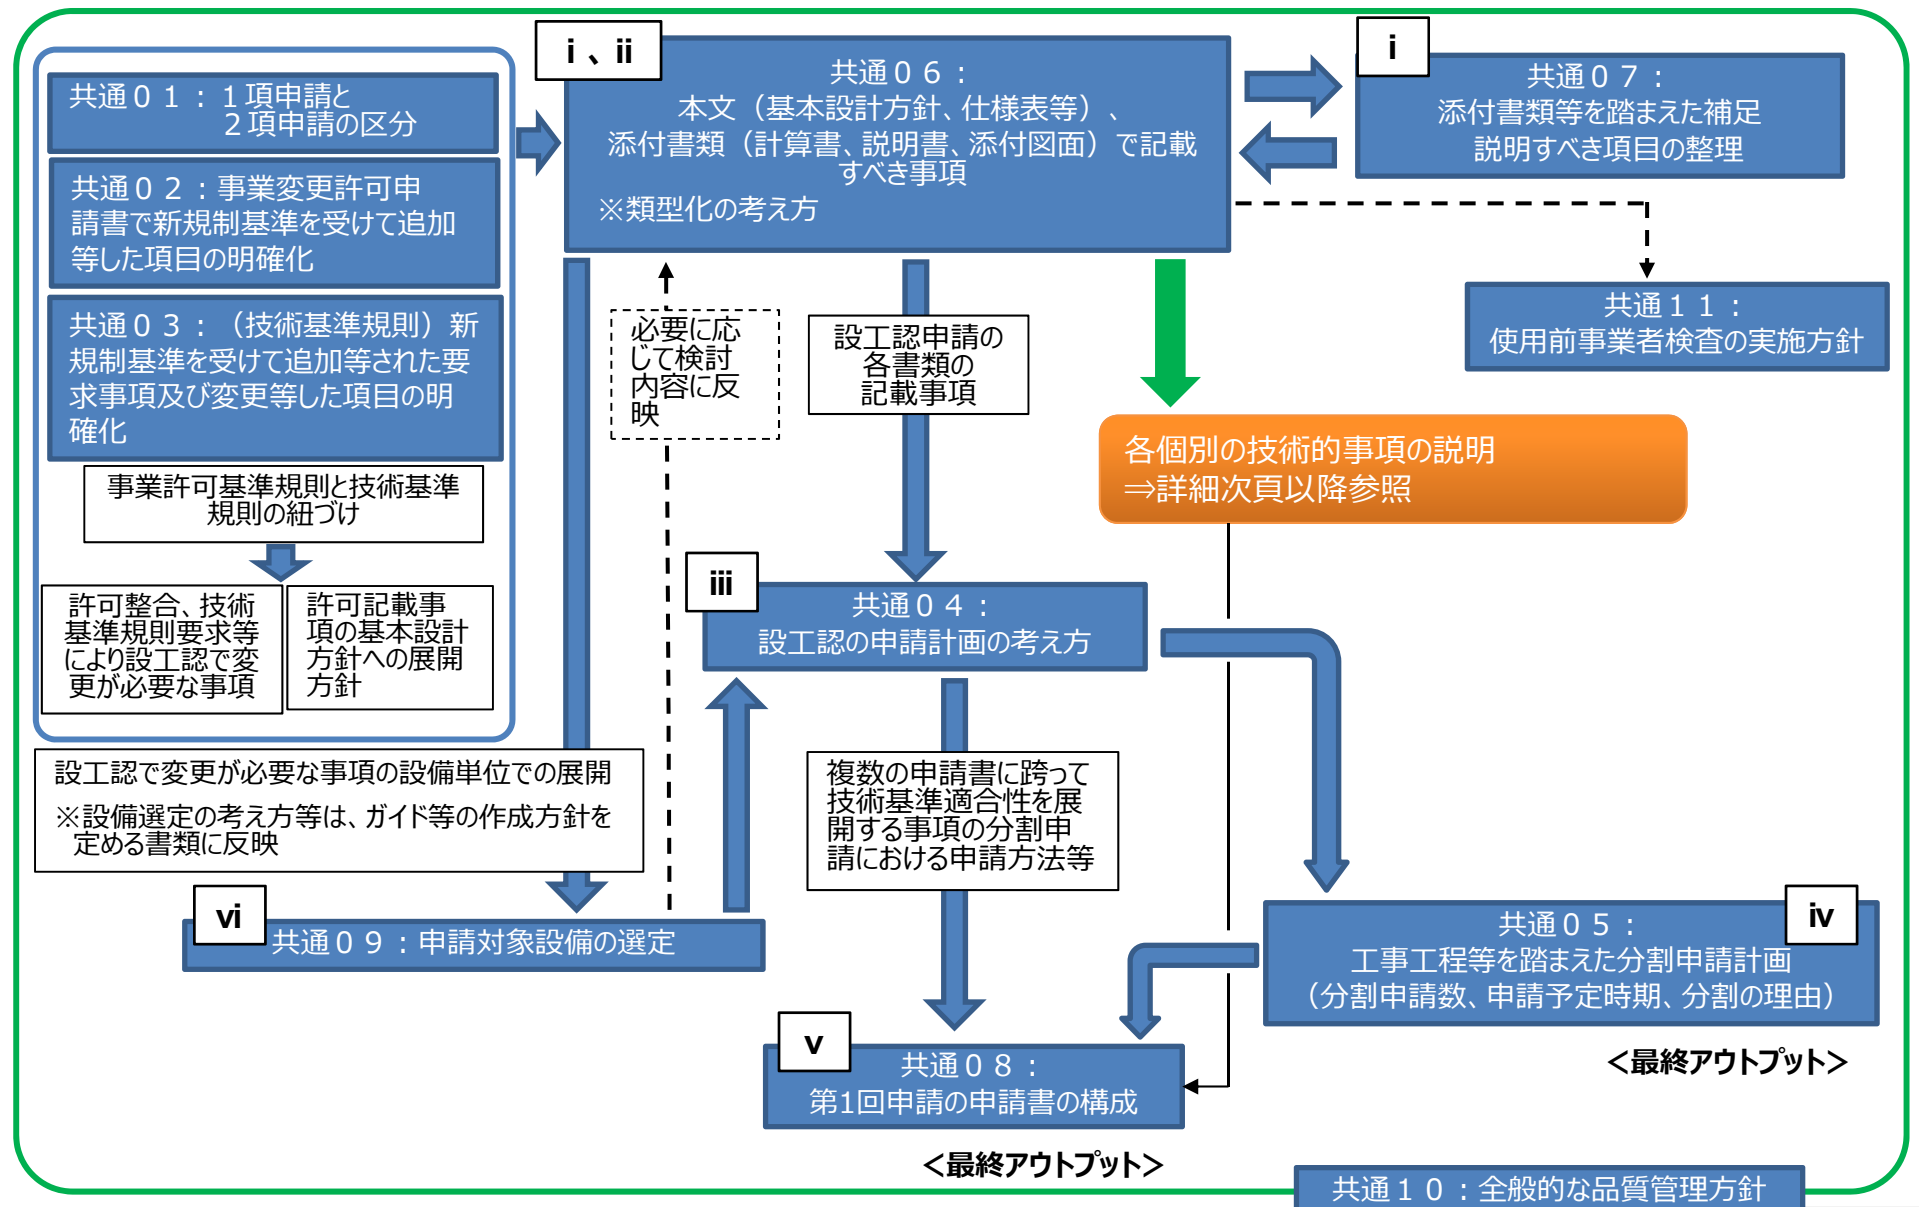 共通０１：１項申請と
２項申請の区分
共通０２：事業変更許可申
請書で新規制基準を受けて追加
等した項目の明確化
共通０３：（技術基準規則）新
規制基準を受けて追加等された要
求事項及び変更等した項目の明
確化
事業許可基準規則と技術基準
規則の紐づけ
許可整合、技術
基準規則要求等
により設工認で変
更が必要な事項
許可記載事
項の基本設計
方針への展開
方針
i 、ii
共通０６：
本文（基本設計方針、仕様表等）、
添付書類（計算書、説明書、添付図面）で記載
すべき事項
※類型化の考え方
i
共通０７：
添付書類等を踏まえた補足
説明すべき項目の整理
共通１１：
使用前事業者検査の実施方針
必要に応
じて検討
内容に反
映
設工認申請の
各書類の
記載事項
各個別の技術的事項の説明
⇒詳細次頁以降参照
iii
共通０４：
設工認の申請計画の考え方
設工認で変更が必要な事項の設備単位での展開
※設備選定の考え方等は、ガイド等の作成方針を
定める書類に反映
複数の申請書に跨って
技術基準適合性を展
開する事項の分割申
請における申請方法等
vi
共通０９：申請対象設備の選定
iv
共通０５：
工事工程等を踏まえた分割申請計画
（分割申請数、申請予定時期、分割の理由）
＜最終アウトプット＞
v
共通０８：
第1回申請の申請書の構成
＜最終アウトプット＞
共通１０：全般的な品質管理方針